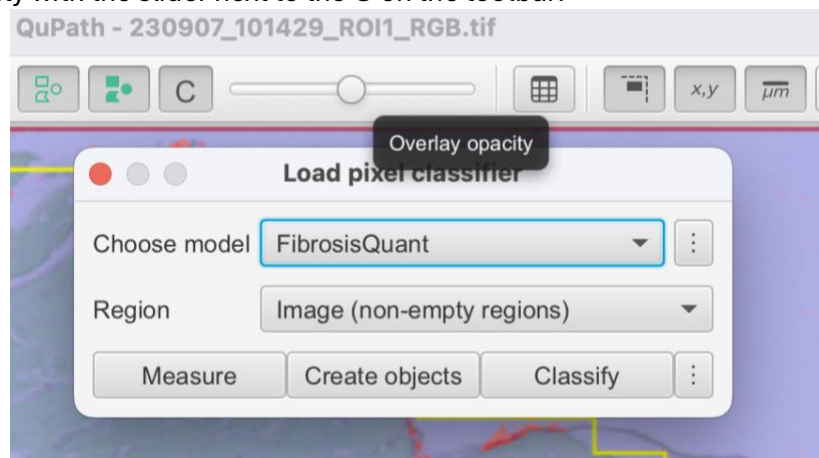 QuPath - 230907_101429_ROI1_RGB.tif
C
x,y
μm
Overlay opacity
Load pixel classifier
Choose model FibrosisQuant
Region Image (non-empty regions)
Measure Create objects Classify